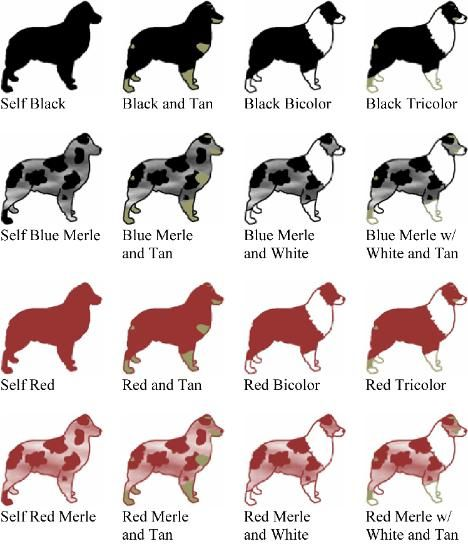 Self Black
Black and Tan
Black Bicolor
Black Tricolor
Self Blue Merle
Blue Merle
and Tan
Blue Merle
and White
Blue Merle w/
White and Tan
Self Red
Red and Tan
Red Bicolor
Red Tricolor
Self Red Merle
Red Merle
and Tan
Red Merle
and White
Red Merle w/
White and Tan